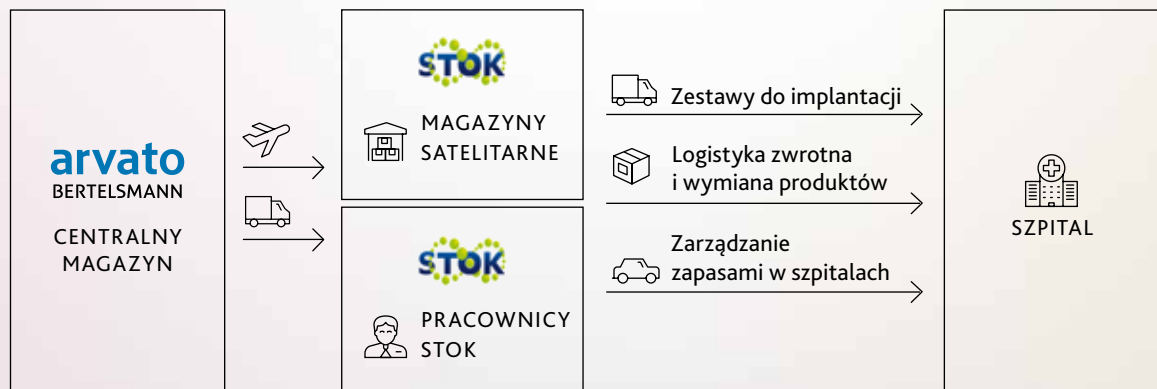 arvato
BERTELSMANN
CENTRALNY
MAGAZYN
STOK
MAGAZYNY
SATELITARNE
STOK
PRACOWNICY
STOK
Zestawy do implantacji
Logistyka zwrotna
i wymiana produktów
Zarządzanie
zapasami w szpitalach
SZPITAL